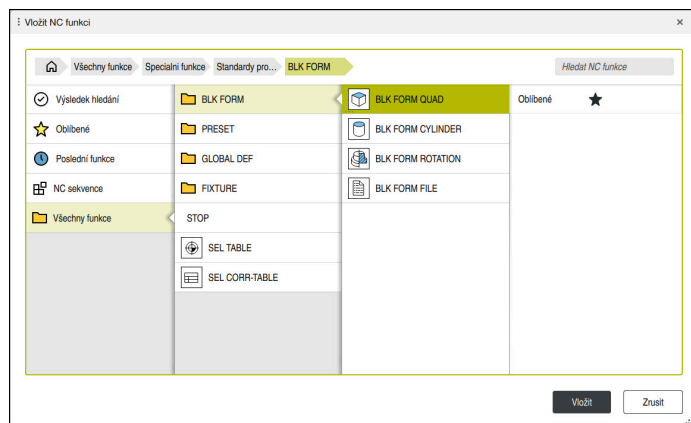 Vložit NC funkci
Všechny funkce Specialni funkce Standardy pro... BLK FORM Hledat NC funkce
Výsledek hledání BLK FORM BLK FORM QUAD Oblíbené
Oblíbené PRESET BLK FORM CYLINDER
Poslední funkce GLOBAL DEF BLK FORM ROTATION
NC sekvence FIXTURE BLK FORM FILE
Všechny funkce STOP
SEL TABLE
SEL CORR-TABLE
Vložit Zrusit